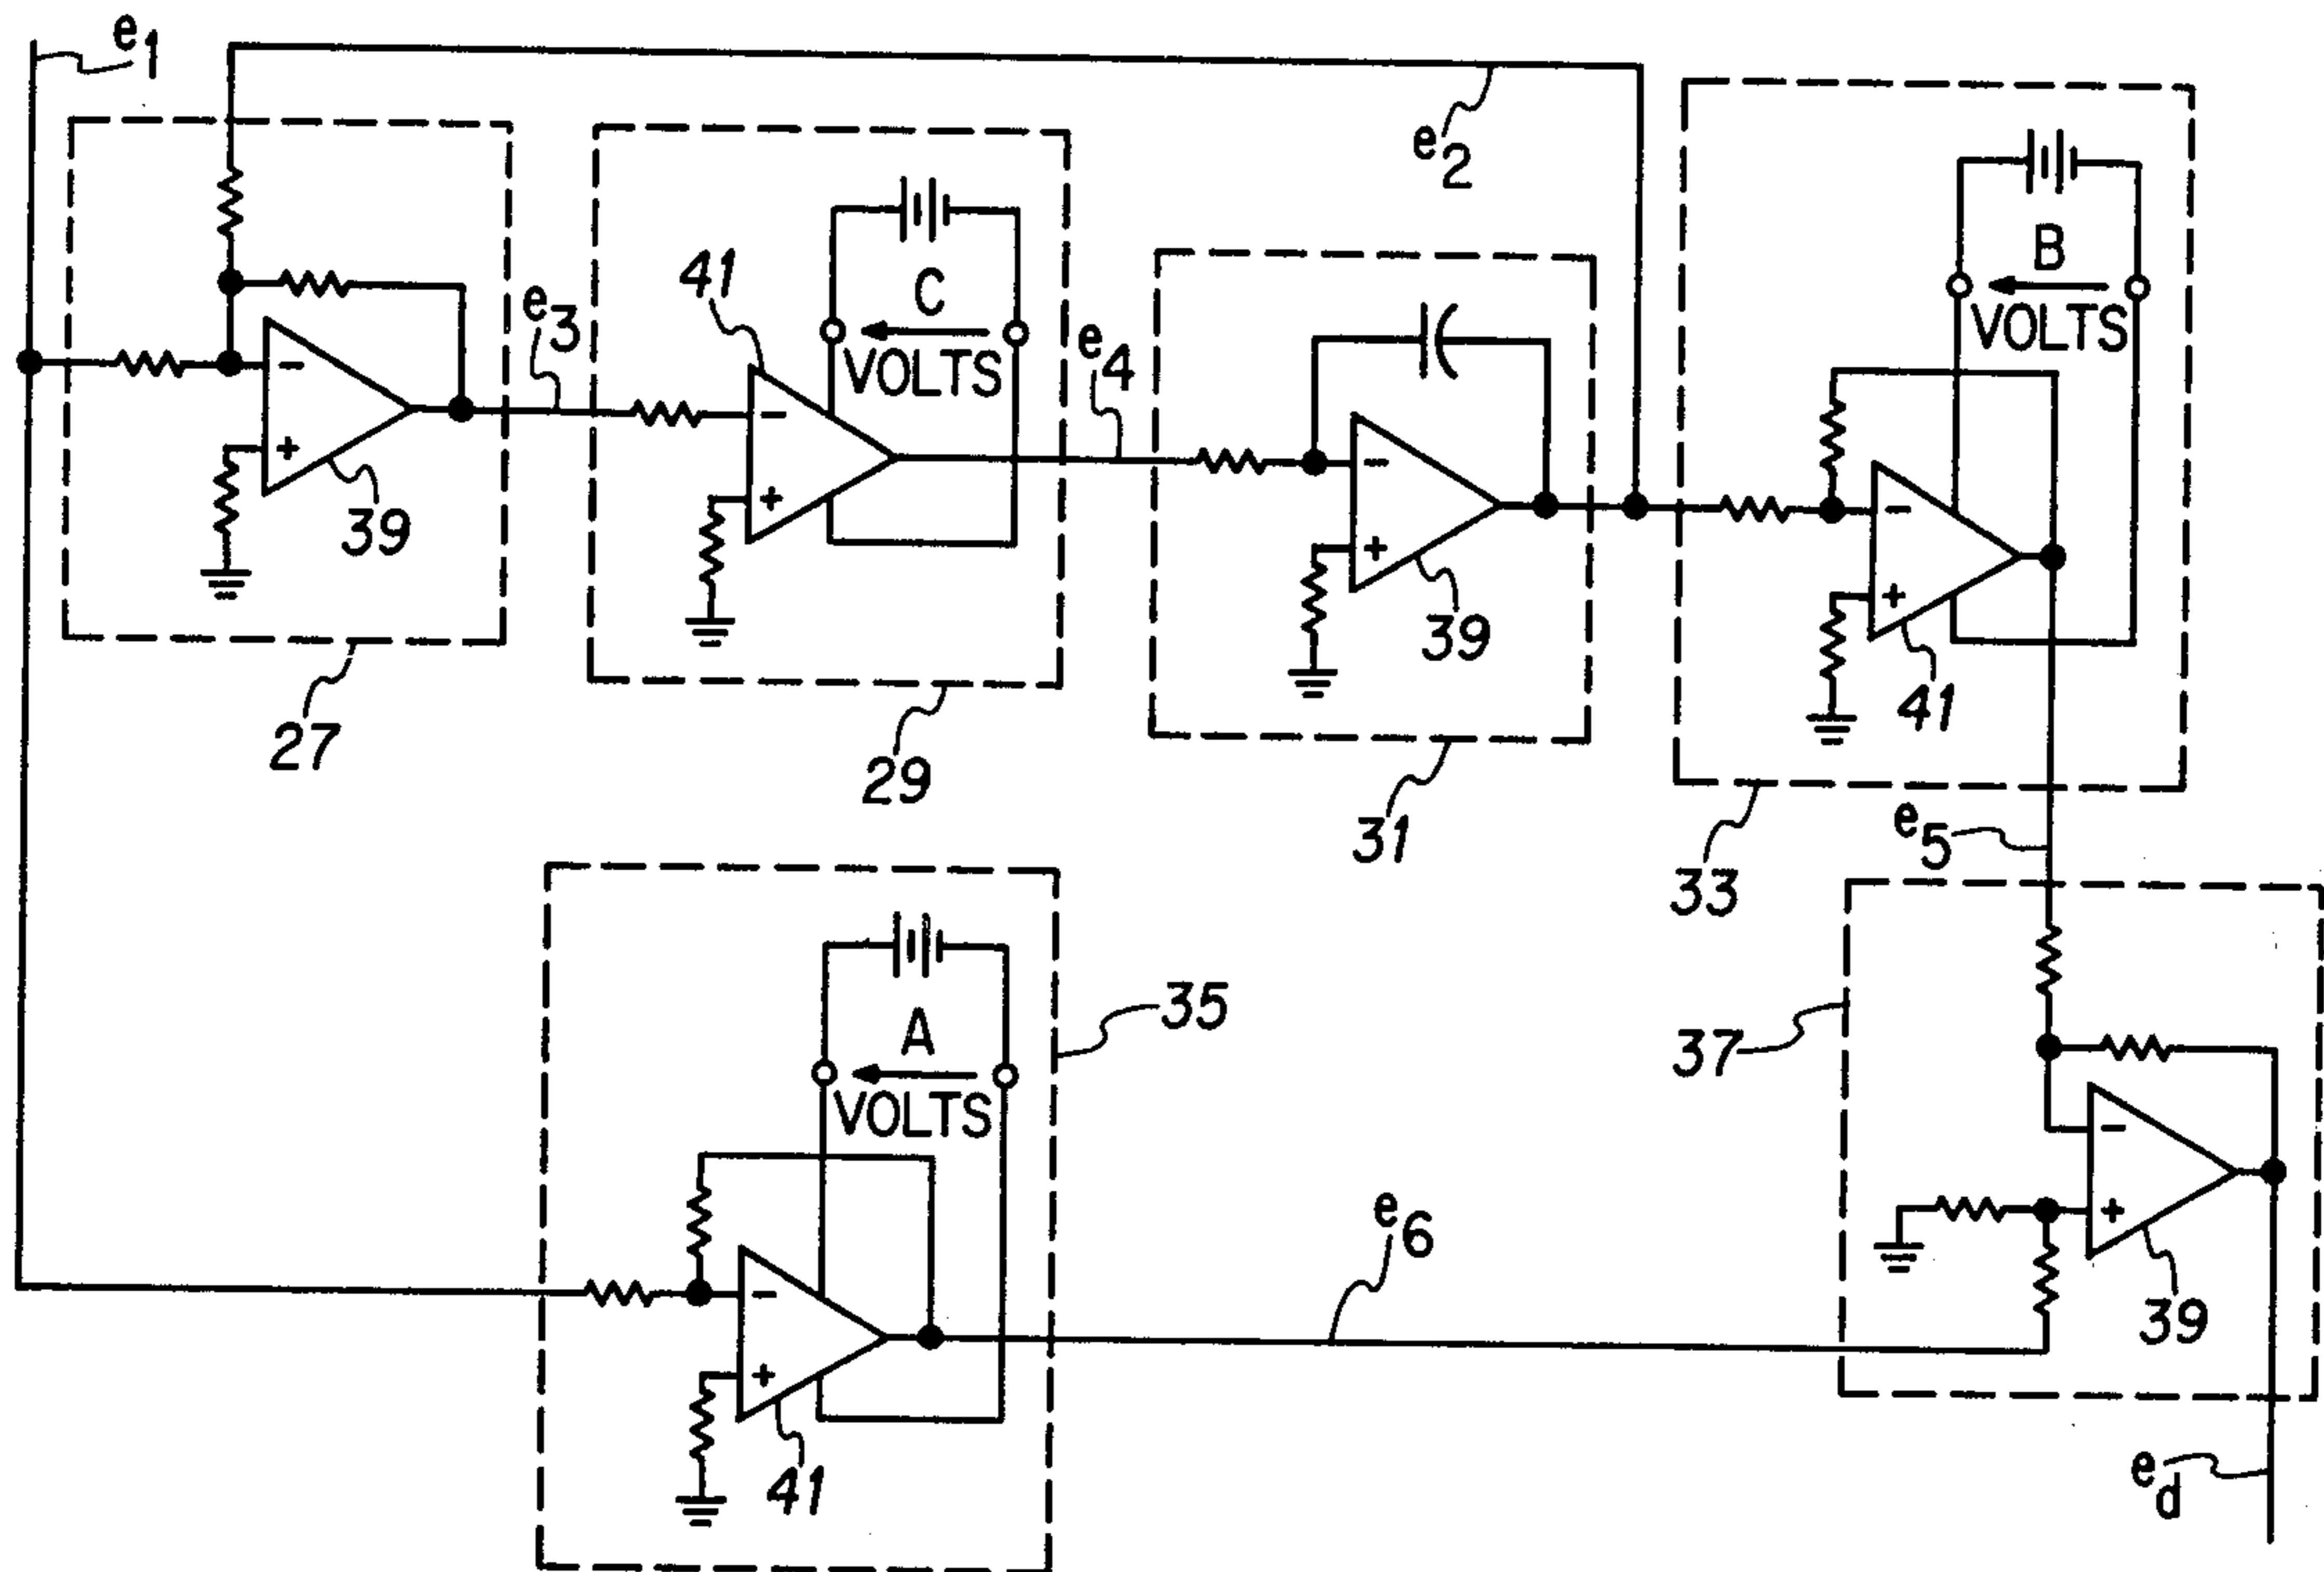 e1
e2
B
VOLTS
41
C
VOLTS
e3
e4
-
+
39
-
+
-
+
39
-
+
41
27
29
31
33
e5
A
VOLTS
35
37
-
+
39
e6
-
+
41
ed